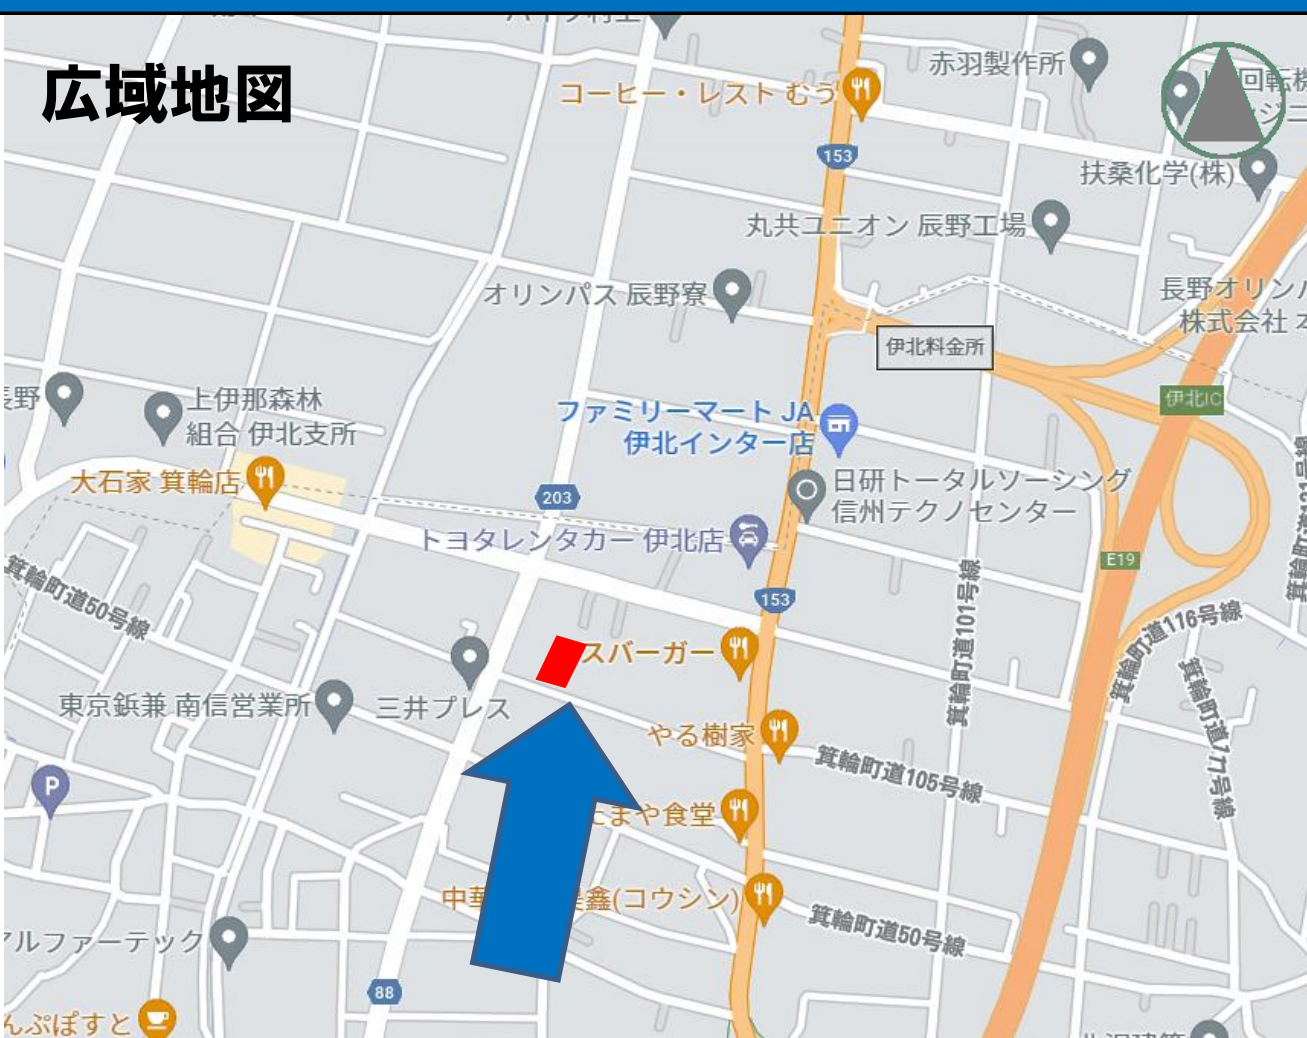 広域地図
コーヒー・レスト むう
赤羽製作所
回転機
153
扶桑化学(株)
丸共ユニオン 辰野工場
オリンパス 辰野寮
長野オリンパ
株式会社 本
伊北料金所
伊北IC
長野
上伊那森林
組合 伊北支所
ファミリーマート JA
伊北インター店
大石家 箕輪店
203
日研トータルソーシング
信州テクノセンター
トヨタレンタカー 伊北店
E19
箕輪町道50号線
153
箕輪町道101号線
箕輪町道116号線
スバーガー
東京鋲兼 南信営業所
三井プレス
箕輪町道77号線
やる樹家
箕輪町道105号線
P
たまや食堂
中華
鑫(コウシン)
箕輪町道50号線
アルファーテック
88
んぽぽすと